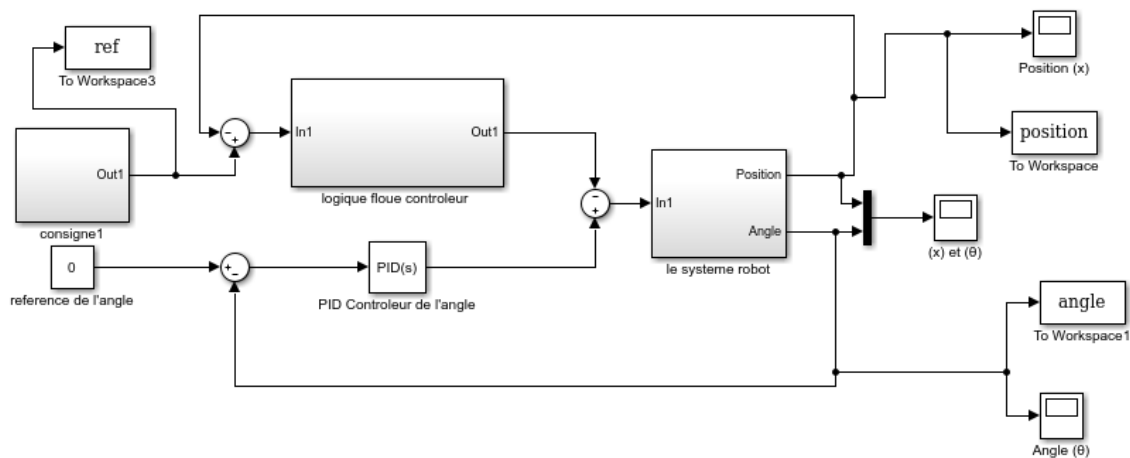 ref
To Workspace3
Out1
consigne1
0
reference de l'angle
In1
Out1
logique floue controleur
PID(s)
PID Controleur de l'angle
In1
Position
Angle
le systeme robot
Position (x)
position
To Workspace
(x) et (θ)
angle
To Workspace1
Angle (θ)